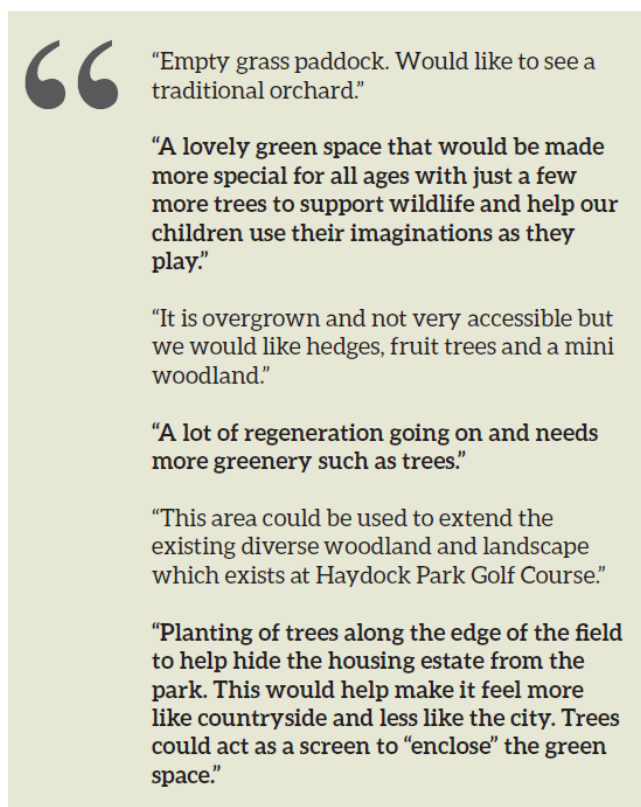 “Empty grass paddock. Would like to see a
traditional orchard.”
“A lovely green space that would be made
more special for all ages with just a few
more trees to support wildlife and help our
children use their imaginations as they
play.”
“It is overgrown and not very accessible but
we would like hedges, fruit trees and a mini
woodland.”
“A lot of regeneration going on and needs
more greenery such as trees.”
“This area could be used to extend the
existing diverse woodland and landscape
which exists at Haydock Park Golf Course.”
“Planting of trees along the edge of the field
to help hide the housing estate from the
park. This would help make it feel more
like countryside and less like the city. Trees
could act as a screen to “enclose” the green
space.”